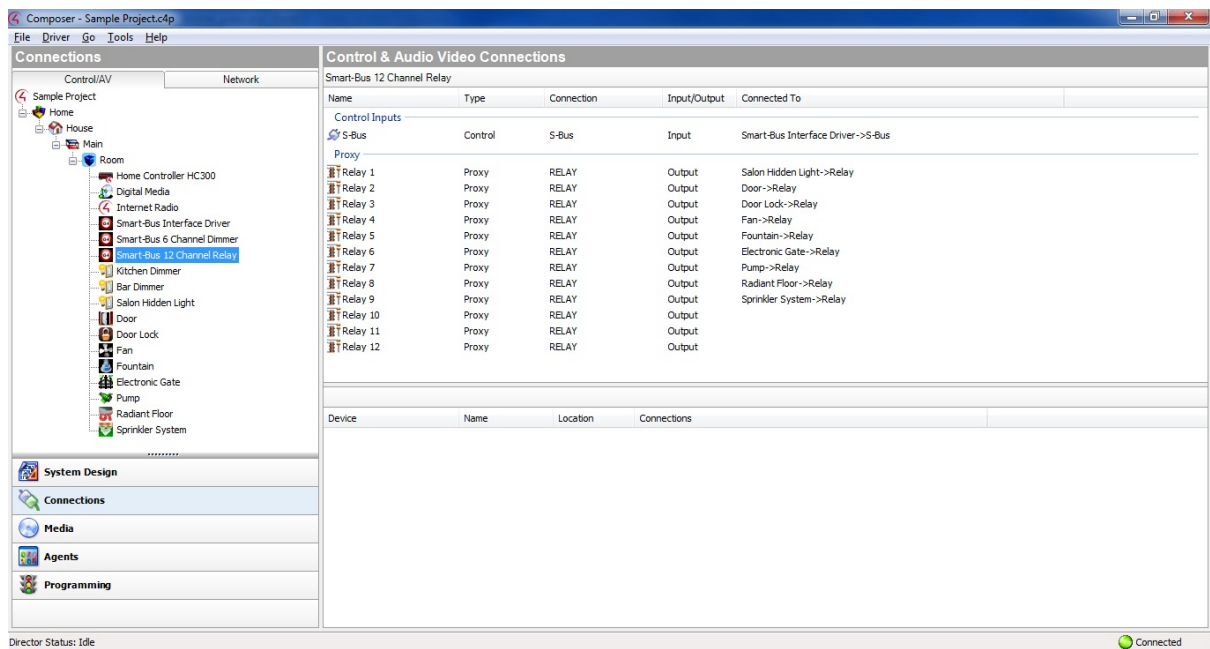 Composer - Sample Project.c4p
File Driver Go Tools Help
Connections
Control/AV Network
Sample Project
Home
House
Main
Room
Home Controller HC300
Digital Media
Internet Radio
Smart-Bus Interface Driver
Smart-Bus 6 Channel Dimmer
Smart-Bus 12 Channel Relay
Kitchen Dimmer
Bar Dimmer
Salon Hidden Light
Door
Door Lock
Fan
Fountain
Electronic Gate
Pump
Radiant Floor
Sprinkler System
System Design
Connections
Media
Agents
Programming
Control & Audio Video Connections
Smart-Bus 12 Channel Relay
Name Type Connection Input/Output Connected To
Control Inputs
S-Bus Control S-Bus Input Smart-Bus Interface Driver->S-Bus
Proxy
Relay 1 Proxy RELAY Output Salon Hidden Light->Relay
Relay 2 Proxy RELAY Output Door->Relay
Relay 3 Proxy RELAY Output Door Lock->Relay
Relay 4 Proxy RELAY Output Fan->Relay
Relay 5 Proxy RELAY Output Fountain->Relay
Relay 6 Proxy RELAY Output Electronic Gate->Relay
Relay 7 Proxy RELAY Output Pump->Relay
Relay 8 Proxy RELAY Output Radiant Floor->Relay
Relay 9 Proxy RELAY Output Sprinkler System->Relay
Relay 10 Proxy RELAY Output
Relay 11 Proxy RELAY Output
Relay 12 Proxy RELAY Output
Device Name Location Connections
Director Status: Idle
Connected